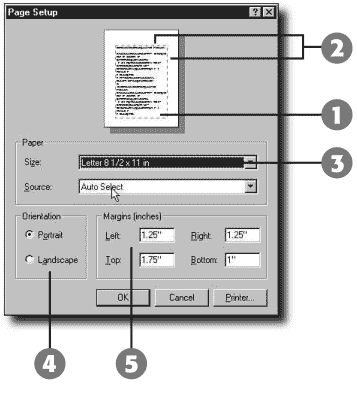 Page Setup
2
1
Paper
Size: Letter 8 1/2 x 11 in
3
Source: Auto Select
Orientation
Portrait
Landscape
Margins (inches)
Left: 1.25" Right: 1.25"
Top: 1.75" Bottom: 1"
OK Cancel Printer...
4 5